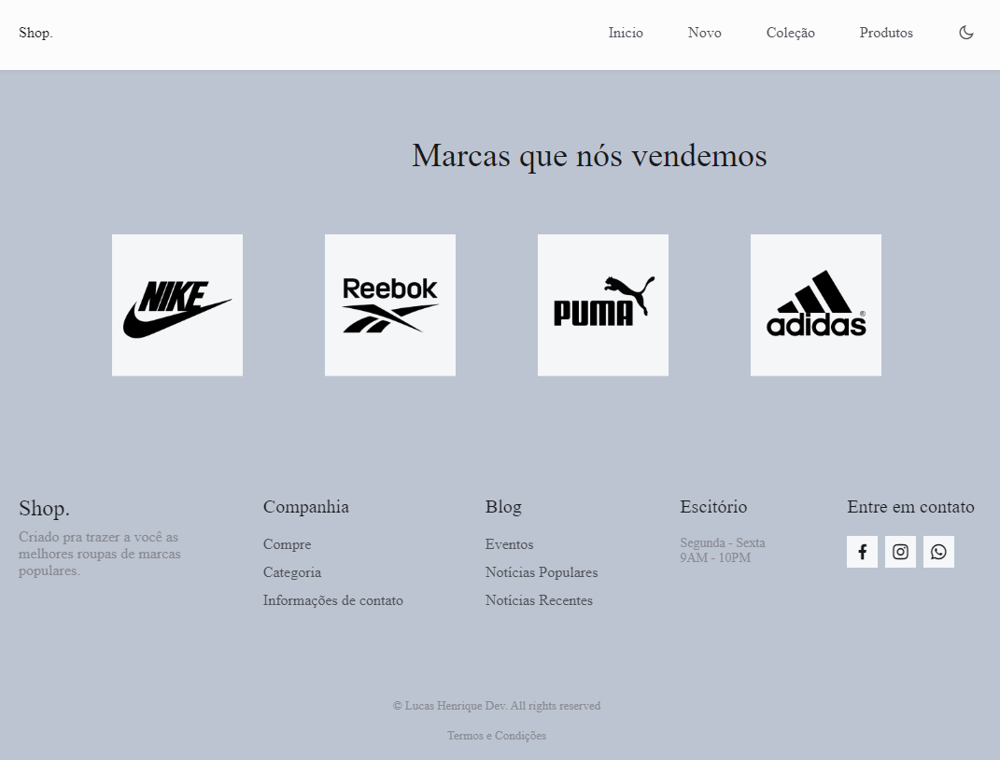 Shop.
Inicio
Novo
Coleção
Produtos
Marcas que nós vendemos
NIKE
Reebok
PUMA
adidas®
Shop.
Criado pra trazer a você as
melhores roupas de marcas
populares.
Companhia
Compre
Categoria
Informações de contato
Blog
Eventos
Notícias Populares
Notícias Recentes
Escitório
Segunda - Sexta
9AM - 10PM
Entre em contato
© Lucas Henrique Dev. All rights reserved
Termos e Condições